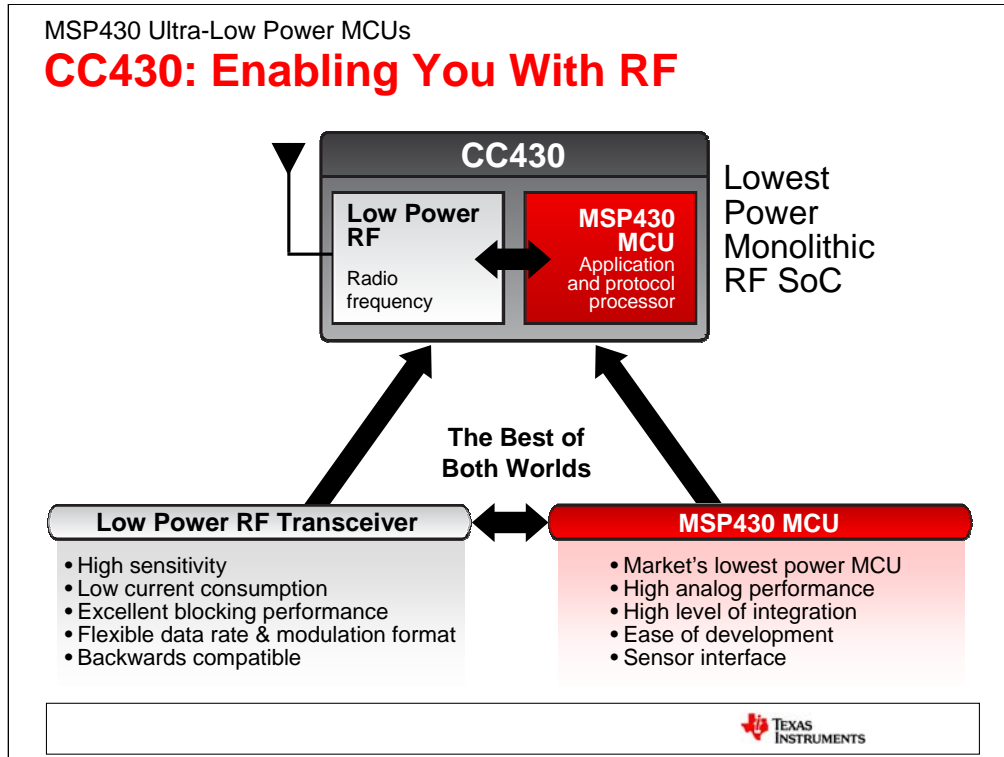 MSP430 Ultra-Low Power MCUs
CC430: Enabling You With RF
CC430
Low Power
RF
Radio
frequency
MSP430
MCU
Application
and protocol
processor
Lowest
Power
Monolithic
RF SoC
The Best of
Both Worlds
Low Power RF Transceiver
• High sensitivity
• Low current consumption
• Excellent blocking performance
• Flexible data rate & modulation format
• Backwards compatible
MSP430 MCU
• Market's lowest power MCU
• High analog performance
• High level of integration
• Ease of development
• Sensor interface
TEXAS
INSTRUMENTS